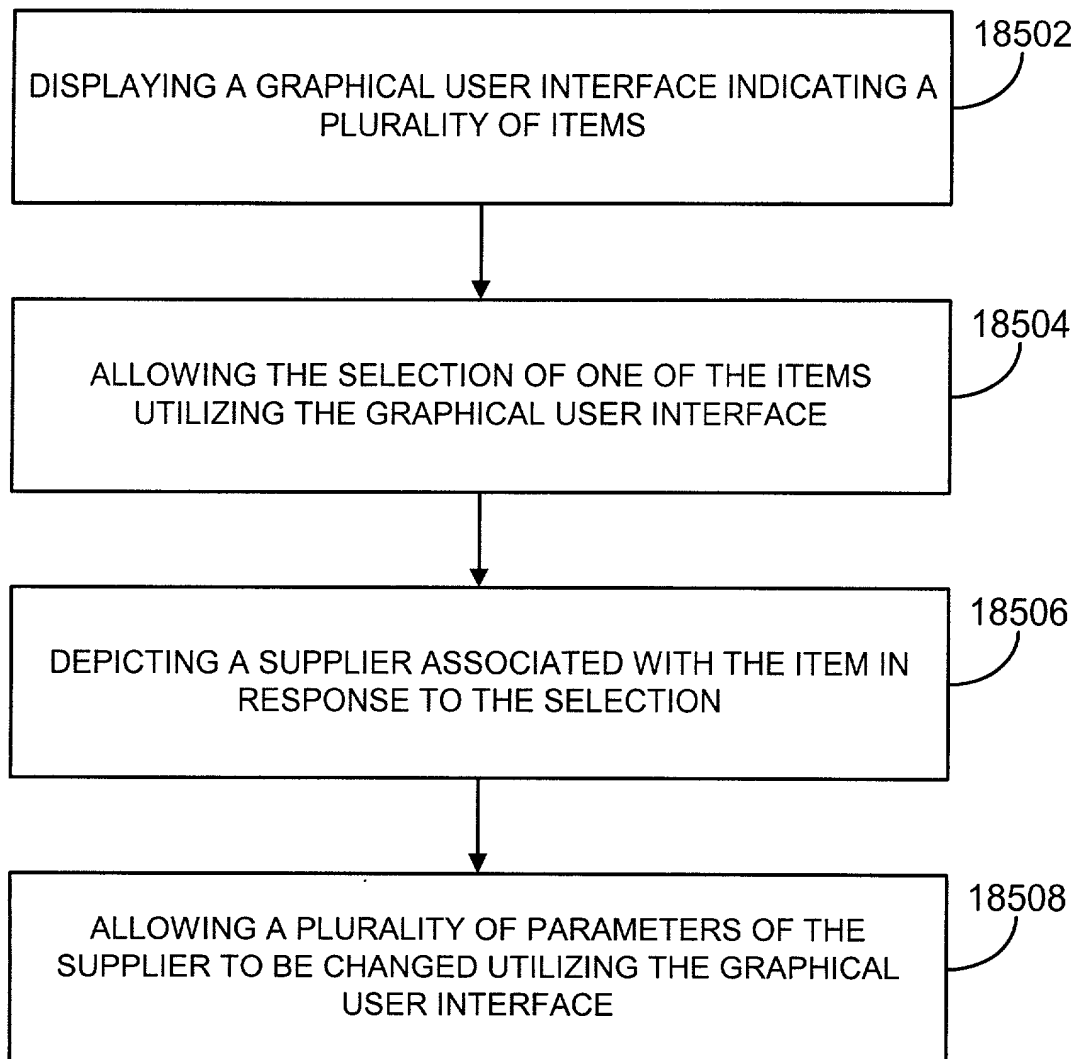 18502
DISPLAYING A GRAPHICAL USER INTERFACE INDICATING A
PLURALITY OF ITEMS
18504
ALLOWING THE SELECTION OF ONE OF THE ITEMS
UTILIZING THE GRAPHICAL USER INTERFACE
18506
DEPICTING A SUPPLIER ASSOCIATED WITH THE ITEM IN
RESPONSE TO THE SELECTION
18508
ALLOWING A PLURALITY OF PARAMETERS OF THE
SUPPLIER TO BE CHANGED UTILIZING THE GRAPHICAL
USER INTERFACE